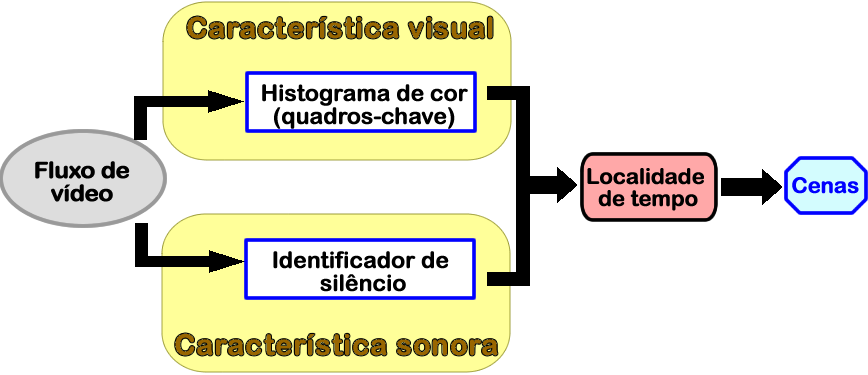 Característica visual
Histograma de cor
(quadros-chave)
Fluxo de
vídeo
Localidade
de tempo
Cenas
Identificador de
silêncio
Característica sonora